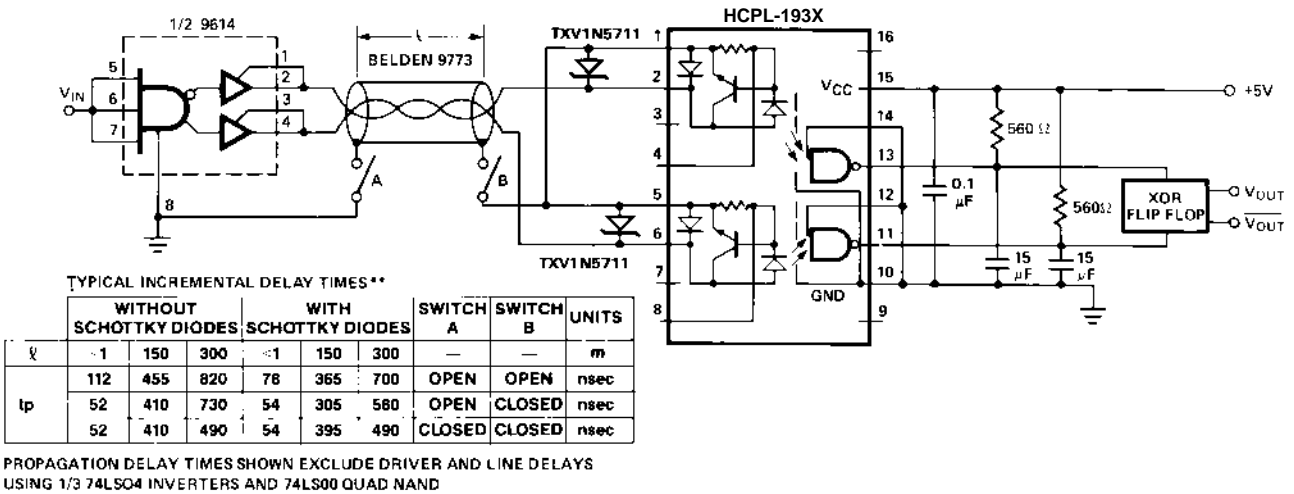 HCPL-193X
1/2 9614
TXV1N5711
1
16
ℓ
BELDEN 9773
1
2
3
4
5
6
7
VIN
2
VCC
15
+5V
3
14
560 Ω
4
13
A
B
8
5
12
0.1
µF
560Ω
XOR
FLIP FLOP
VOUT
VOUT
6
11
TXV1N5711
15
µF
15
µF
7
10
GND
8
9
TYPICAL INCREMENTAL DELAY TIMES**
WITHOUT SCHOTTKY DIODES WITH SCHOTTKY DIODES SWITCH A SWITCH B UNITS
ℓ <1 150 300 <1 150 300 — — m
tp 112 455 820 78 365 700 OPEN OPEN nsec
52 410 730 54 305 560 OPEN CLOSED nsec
52 410 490 54 395 490 CLOSED CLOSED nsec
PROPAGATION DELAY TIMES SHOWN EXCLUDE DRIVER AND LINE DELAYS
USING 1/3 74LS04 INVERTERS AND 74LS00 QUAD NAND